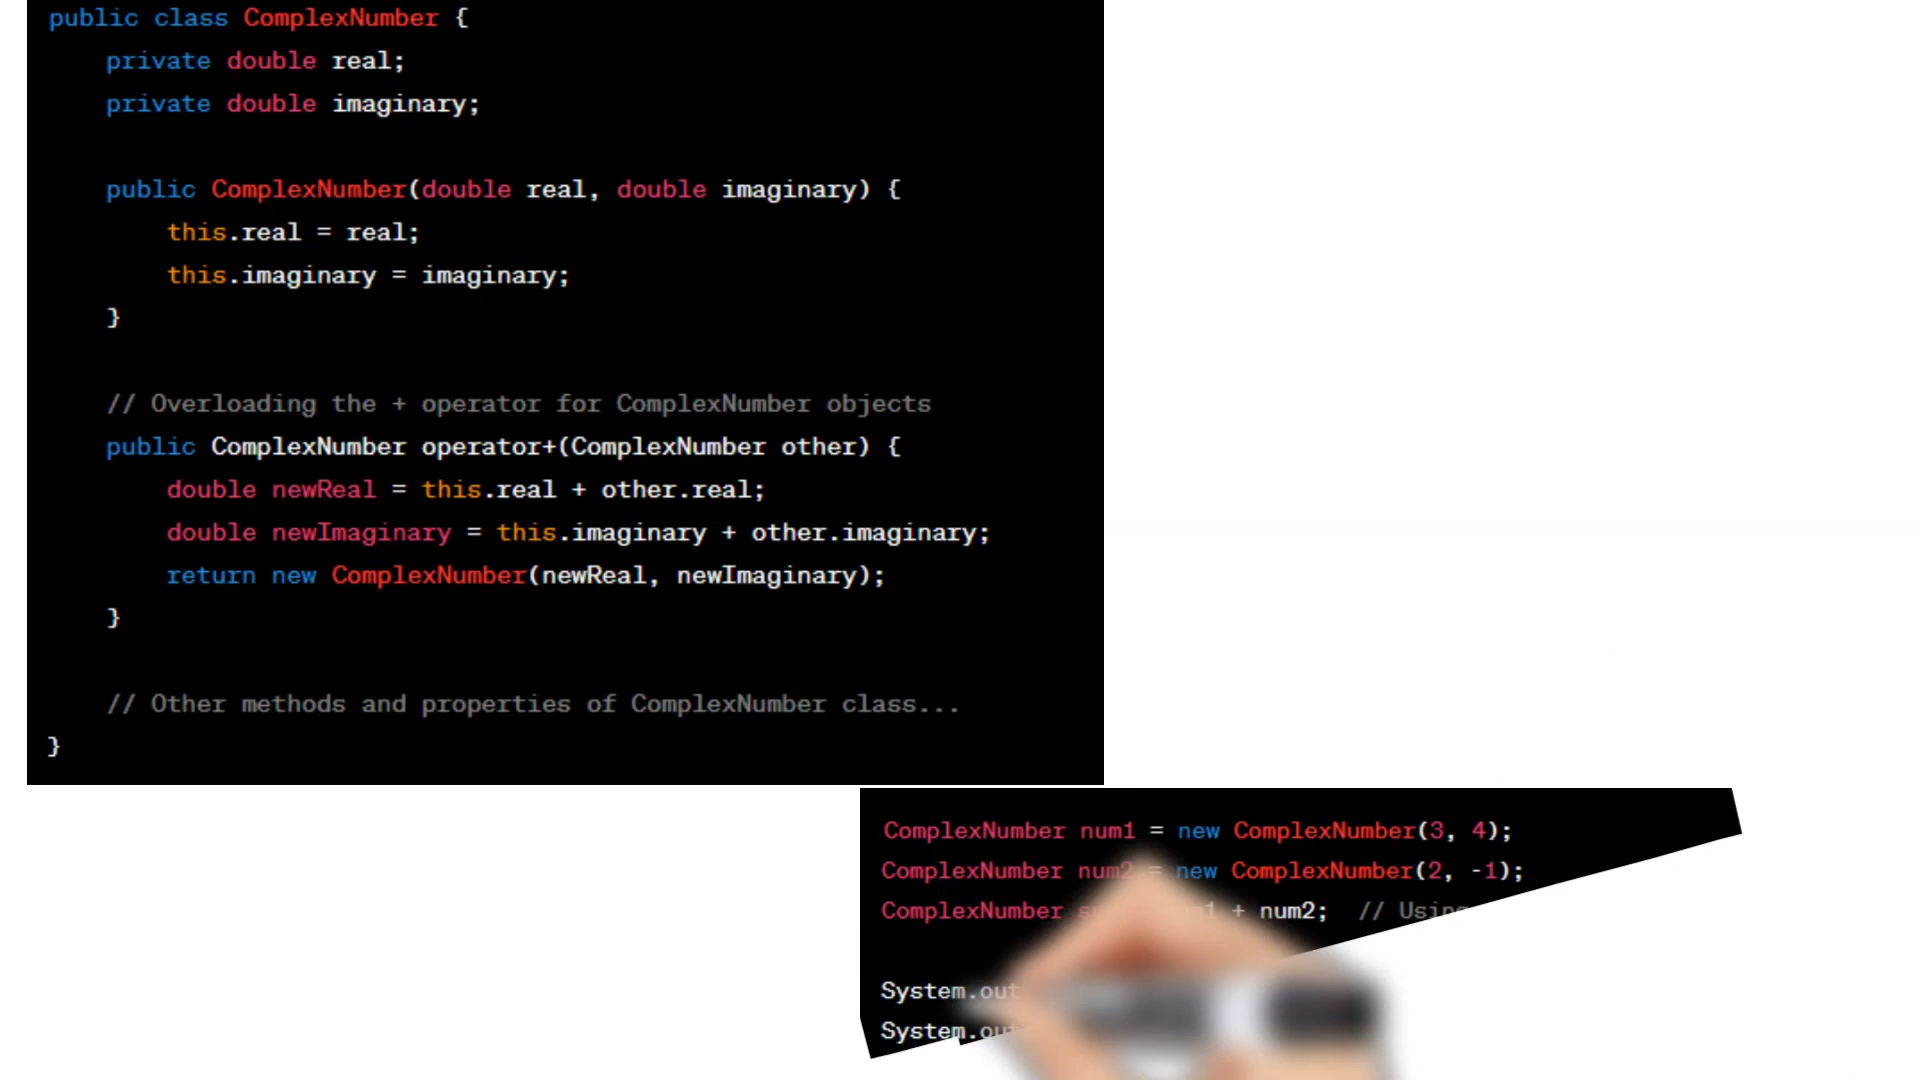 public class ComplexNumber {
private double real;
private double imaginary;
public ComplexNumber(double real, double imaginary) {
this.real = real;
this.imaginary = imaginary;
}
// Overloading the + operator for ComplexNumber objects
public ComplexNumber operator+(ComplexNumber other) {
double newReal = this.real + other.real;
double newImaginary = this.imaginary + other.imaginary;
return new ComplexNumber(newReal, newImaginary);
}
// Other methods and properties of ComplexNumber class...
}
ComplexNumber num1 = new ComplexNumber(3, 4);
ComplexNumber num2 = new ComplexNumber(2, -1);
ComplexNumber + num2; //
System.out
System.out